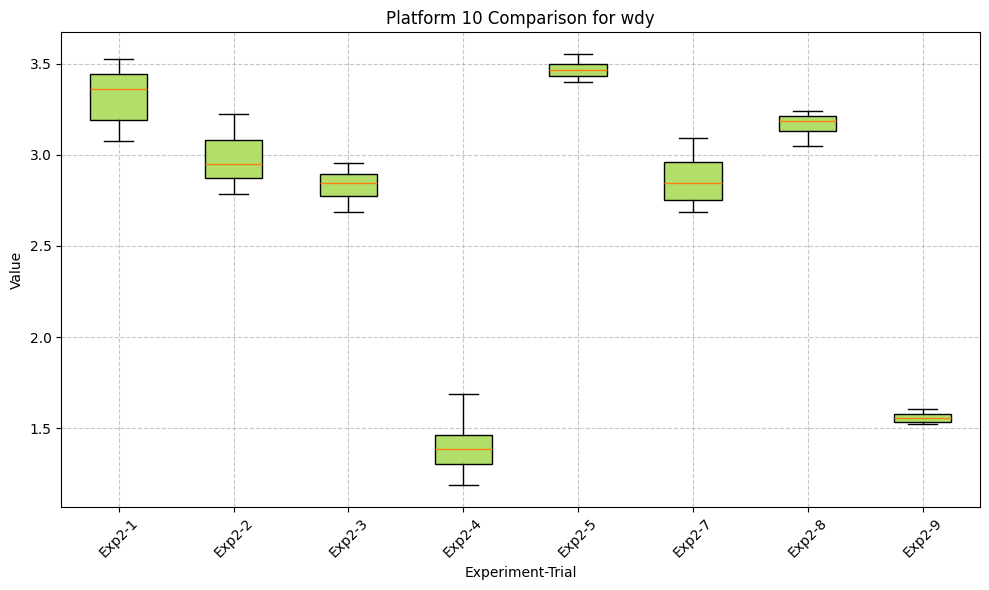 Platform 10 Comparison for wdy
Value
3.5
3.0
2.5
2.0
1.5
Exp2-1
Exp2-2
Exp2-3
Exp2-4
Exp2-5
Exp2-7
Exp2-8
Exp2-9
Experiment-Trial